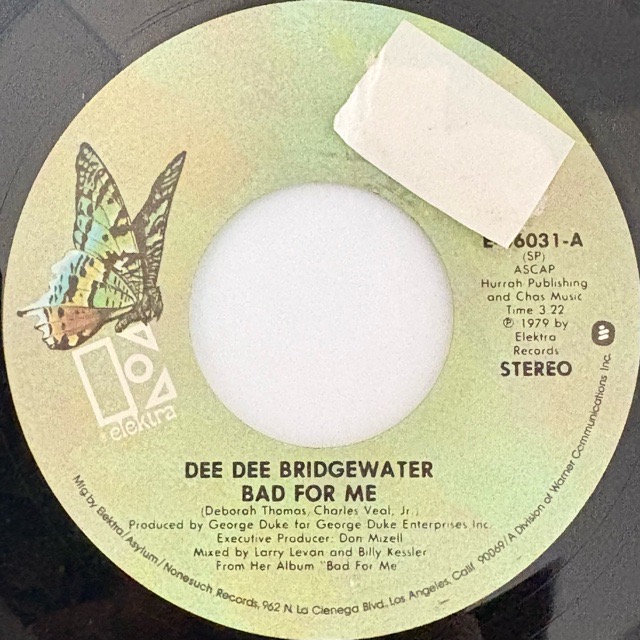 6031-A
(SP)
ASCAP
Hurrah Publishing
and Chas Music
Time 3.22
℗ 1979 by
Elektra
Records
STEREO
elektra
DEE DEE BRIDGEWATER
BAD FOR ME
(Deborah Thomas, Charles Veal, Jr.)
Produced by George Duke for George Duke Enterprises Inc.
Executive Producer: Don Mizell
Mixed by Larry Levan and Billy Kessler
From Her Album "Bad For Me"
Mfg by Elektra/Asylum/Nonesuch Records, 962 N. La Cienega Blvd., Los Angeles, Calif. 90069/A Division of Warner Communications Inc.